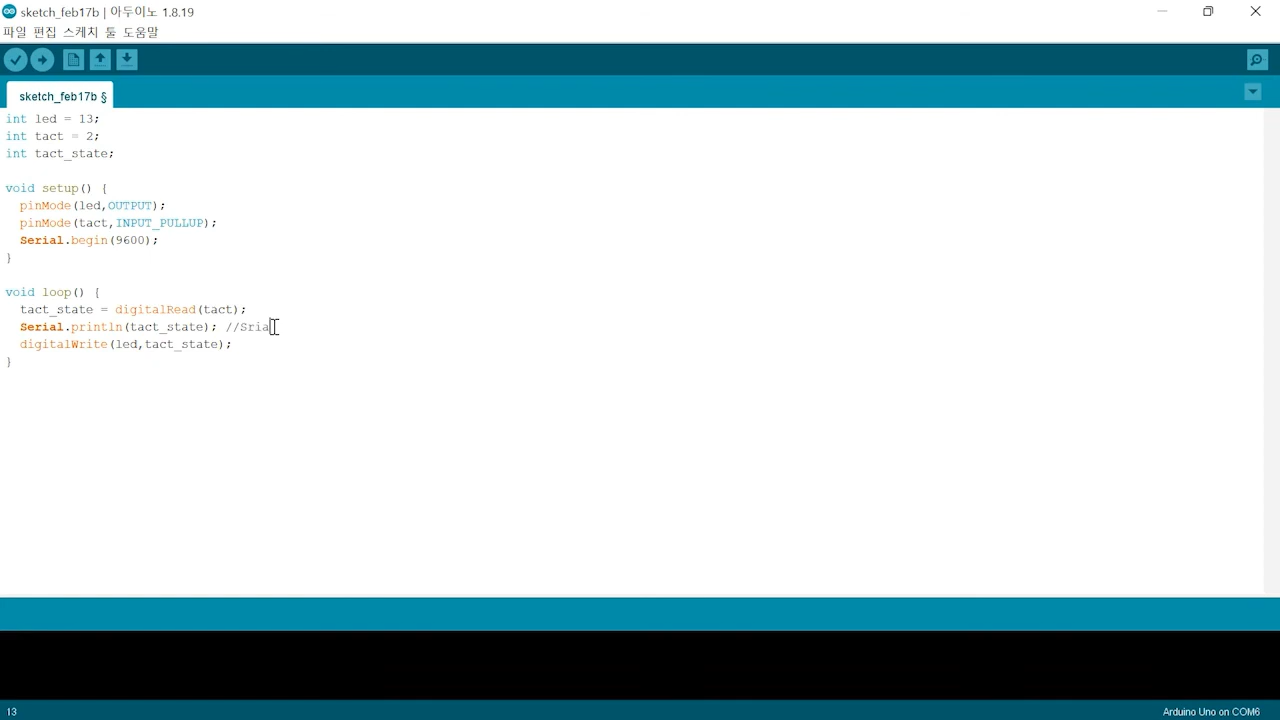 sketch_feb17b | 아두이노 1.8.19
파일 편집 스케치 툴 도움말
sketch_feb17b §
int led = 13;
int tact = 2;
int tact_state;
void setup() {
pinMode(led,OUTPUT);
pinMode(tact,INPUT_PULLUP);
Serial.begin(9600);
}
void loop() {
tact_state = digitalRead(tact);
Serial.println(tact_state); //Sria
digitalWrite(led,tact_state);
}
13
Arduino Uno on COM6